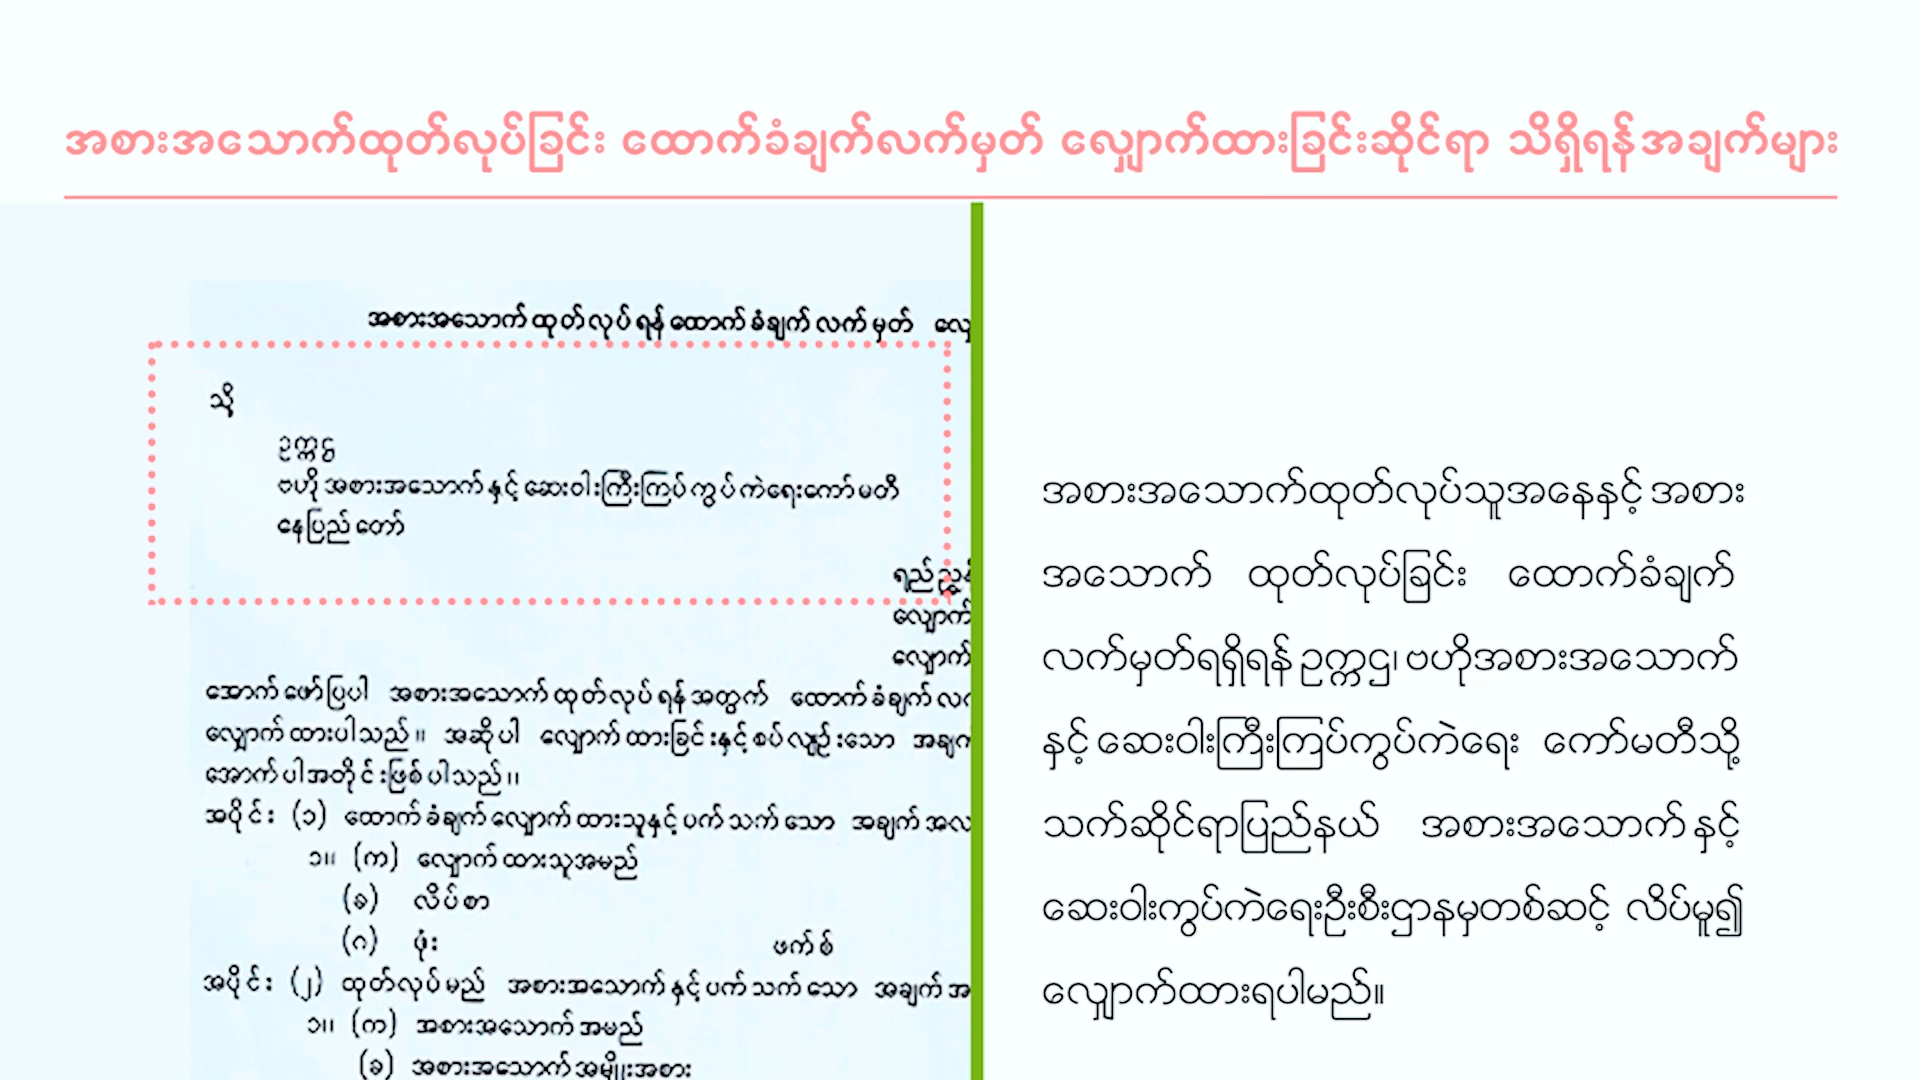 အစားအသောက်ထုတ်လုပ်ခြင်း ထောက်ခံချက်လက်မှတ် လျှောက်ထားခြင်းဆိုင်ရာ သိရှိရန်အချက်များ
အစားအသောက်ထုတ်လုပ်ရန်ထောက်ခံချက်လက်မှတ်
သို့
ဥက္ကဋ္ဌ
ဗဟိုအစားအသောက်နှင့်ဆေးဝါးကြီးကြပ်ကွပ်ကဲရေးကော်မတီ
နေပြည်တော်
ရည်ညွှန်
လျှောက်
လျှောက်
အောက်ဖော်ပြပါ အစားအသောက်ထုတ်လုပ်ရန်အတွက် ထောက်ခံချက်
လျှောက်ထားပါသည်။ အဆိုပါ လျှောက်ထားခြင်းနှင့်စပ်လျဉ်းသော
အောက်ပါအတိုင်းဖြစ်ပါသည်။
အပိုင်း (၁) ထောက်ခံချက်လျှောက်ထားသူနှင့်ပက်သက်သော အချက်
၁။ (က) လျှောက်ထားသူအမည်
(ခ) လိပ်စာ
(ဂ) ဖုံး ဖက်စ်
အပိုင်း (၂) ထုတ်လုပ်မည် အစားအသောက်နှင့်ပက်သက်သော အချက်
၁။ (က) အစားအသောက်အမည်
(ခ) အစားအသောက်အမျိုးအစား
အစားအသောက်ထုတ်လုပ်သူအနေနှင့် အစား
အသောက် ထုတ်လုပ်ခြင်း ထောက်ခံချက်
လက်မှတ်ရရှိရန် ဥက္ကဌ၊ ဗဟိုအစားအသောက်
နှင့် ဆေးဝါးကြီးကြပ်ကွပ်ကဲရေး ကော်မတီသို့
သက်ဆိုင်ရာပြည်နယ် အစားအသောက်နှင့်
ဆေးဝါးကွပ်ကဲရေးဦးစီးဌာနမှတစ်ဆင့် လိပ်မူ၍
လျှောက်ထားရပါမည်။